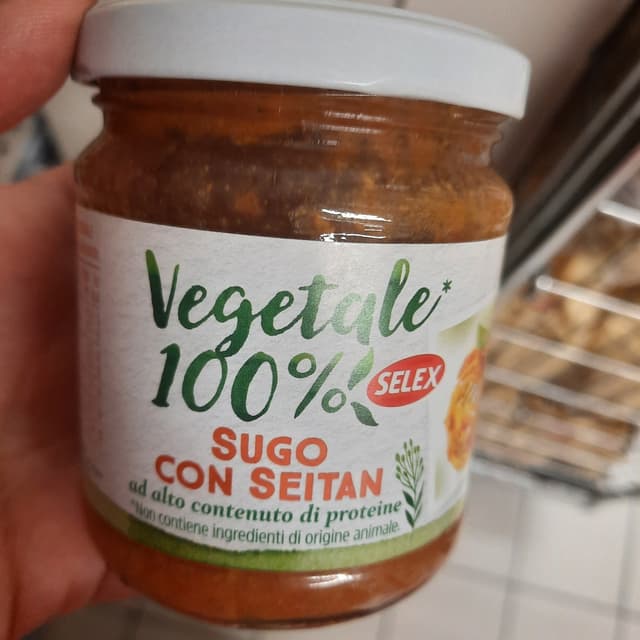 Vegetale*
100%
SELEX
SUGO
CON SEITAN
ad alto contenuto di proteine
*Non contiene ingredienti di origine animale.